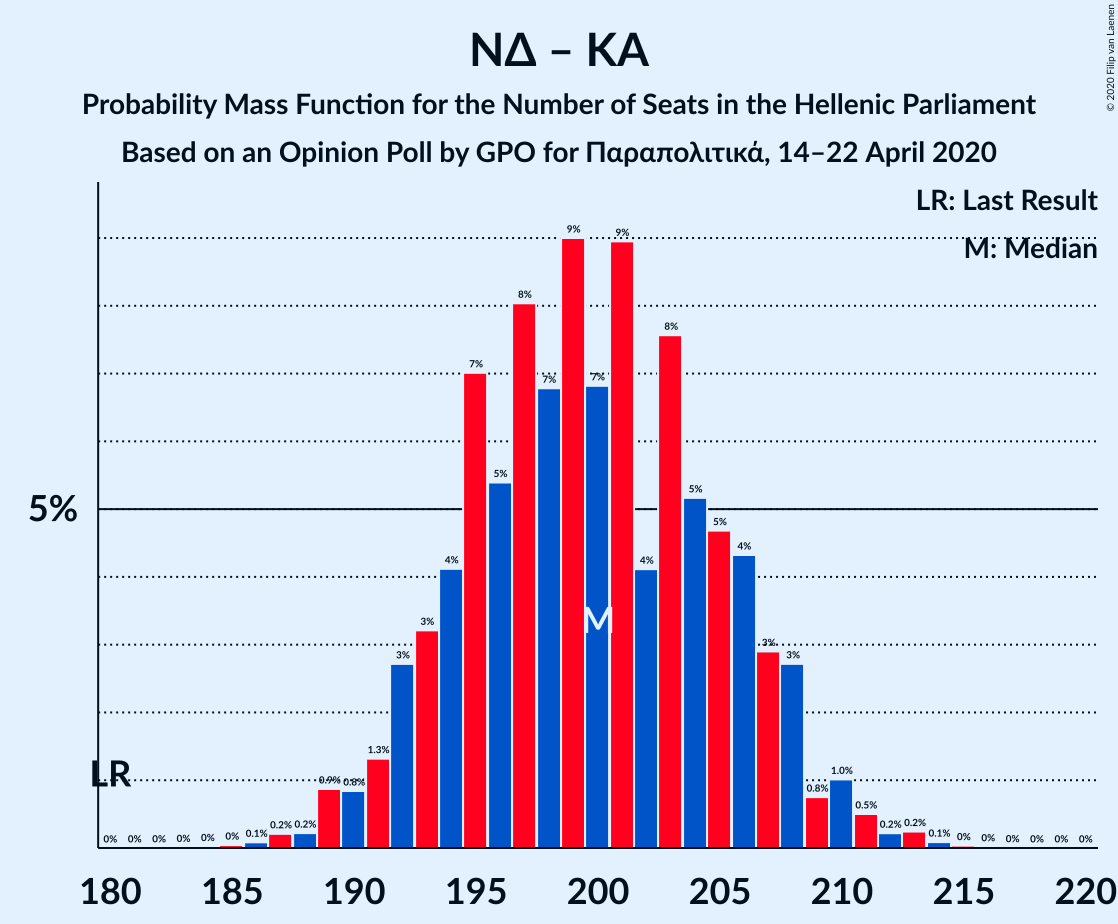 ΝΔ – ΚΑ
Probability Mass Function for the Number of Seats in the Hellenic Parliament
Based on an Opinion Poll by GPO for Παραπολιτικά, 14–22 April 2020
© 2020 Filip van Laenen
LR: Last Result
M: Median
5%
LR
M
0% 0% 0% 0% 0% 0% 0.1% 0.2% 0.2% 0.9% 0.8% 1.3% 3% 3% 4% 7% 5% 8% 7% 9% 7% 9% 4% 8% 5% 5% 4% 3% 3% 0.8% 1.0% 0.5% 0.2% 0.2% 0.1% 0% 0% 0% 0% 0% 0%
180 185 190 195 200 205 210 215 220